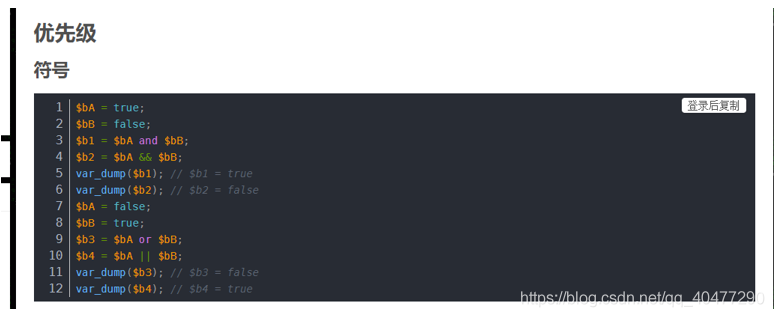 优先级
符号
登录后复制
1 $bA = true;
2 $bB = false;
3 $b1 = $bA and $bB;
4 $b2 = $bA && $bB;
5 var_dump($b1); // $b1 = true
6 var_dump($b2); // $b2 = false
7 $bA = false;
8 $bB = true;
9 $b3 = $bA or $bB;
10 $b4 = $bA || $bB;
11 var_dump($b3); // $b3 = false
12 var_dump($b4); // $b4 = true
https://blog.csdn.net/qq_40477290